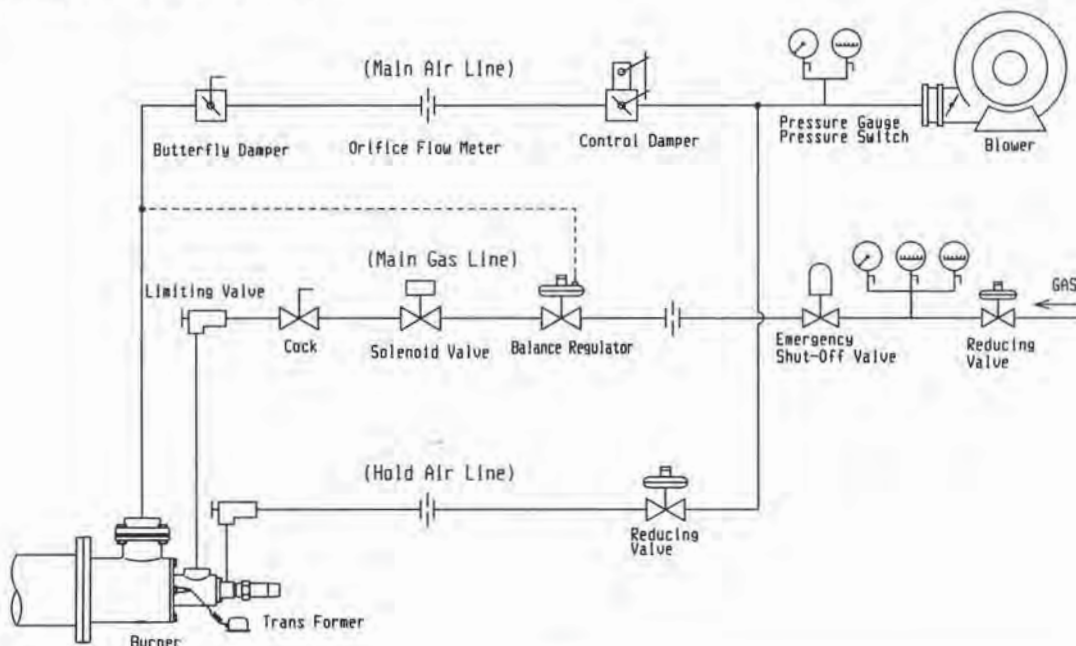 (Main Air Line)
Butterfly Damper
Orifice Flow Meter
Control Damper
Pressure Gauge
Pressure Switch
Blower
(Main Gas Line)
Limiting Valve
Cock
Solenoid Valve
Balance Regulator
Emergency
Shut-Off Valve
Reducing
Valve
GAS
(Hold Air Line)
Reducing
Valve
Trans Former
Burner